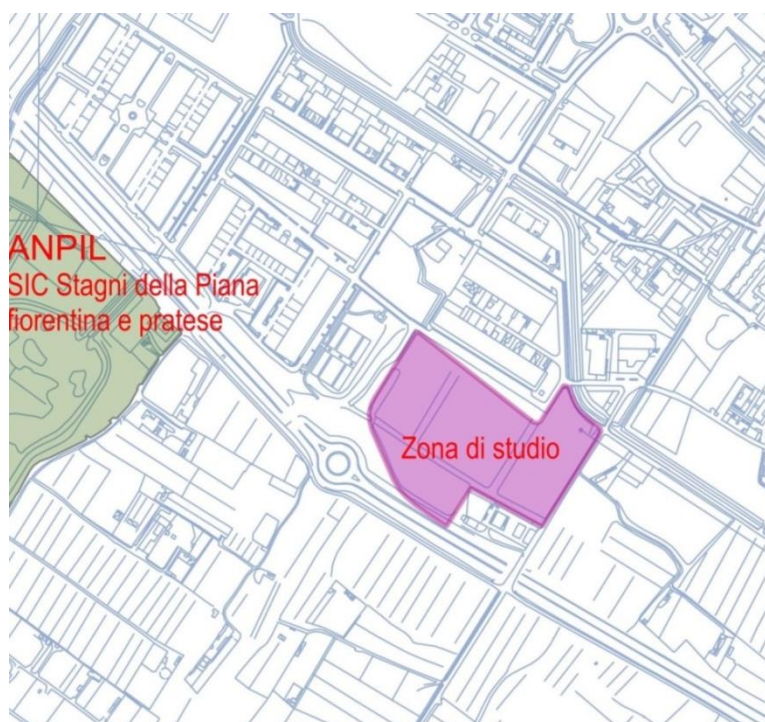 ANPIL
SIC Stagni della Piana
fiorentina e pratese
Zona di studio